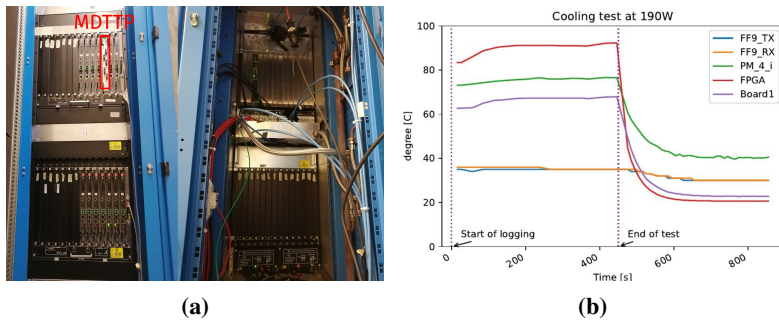 MDTTP
(a)
Cooling test at 190W
degree [C]
100
80
60
40
20
0
FF9_TX
FF9_RX
PM_4_i
FPGA
Board1
Start of logging
End of test
0
200
400
600
800
Time [s]
(b)